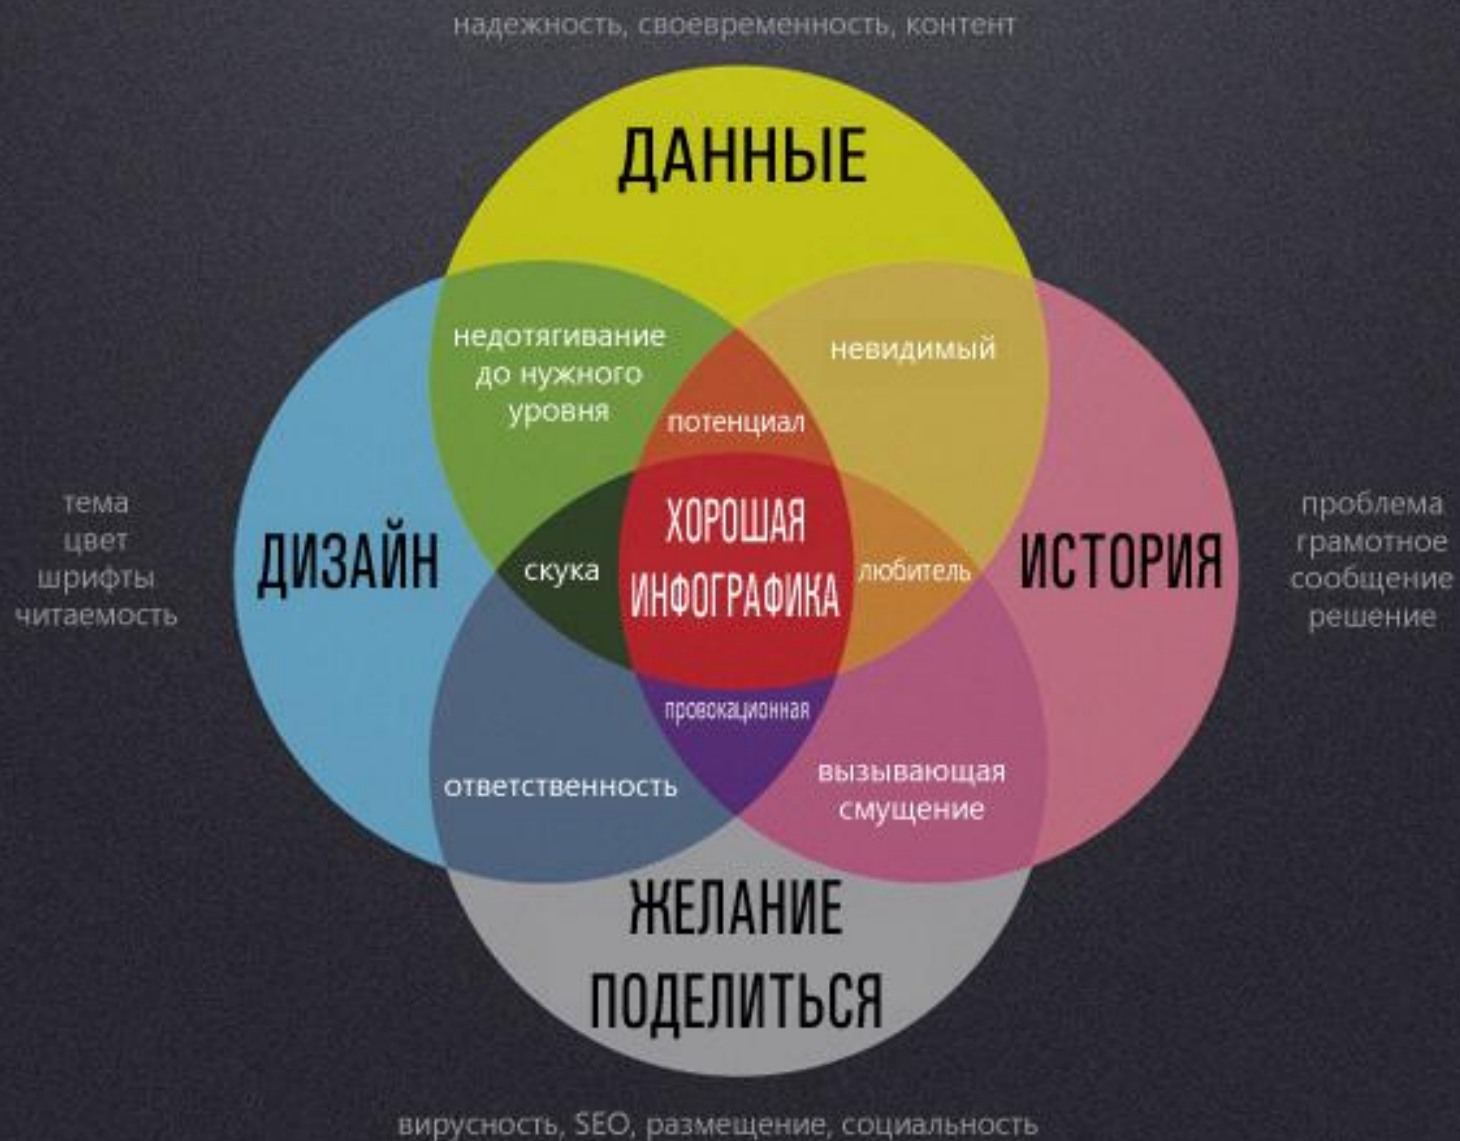 надежность, своевременность, контент
ДАННЫЕ
недотягивание
до нужного
уровня
невидимый
потенциал
тема
цвет
шрифты
читаемость
ДИЗАЙН
скука
ХОРОШАЯ
ИНФОГРАФИКА
любитель
ИСТОРИЯ
проблема
грамотное
сообщение
решение
провокационная
ответственность
вызывающая
смущение
ЖЕЛАНИЕ
ПОДЕЛИТЬСЯ
вирусность, SEO, размещение, социальность